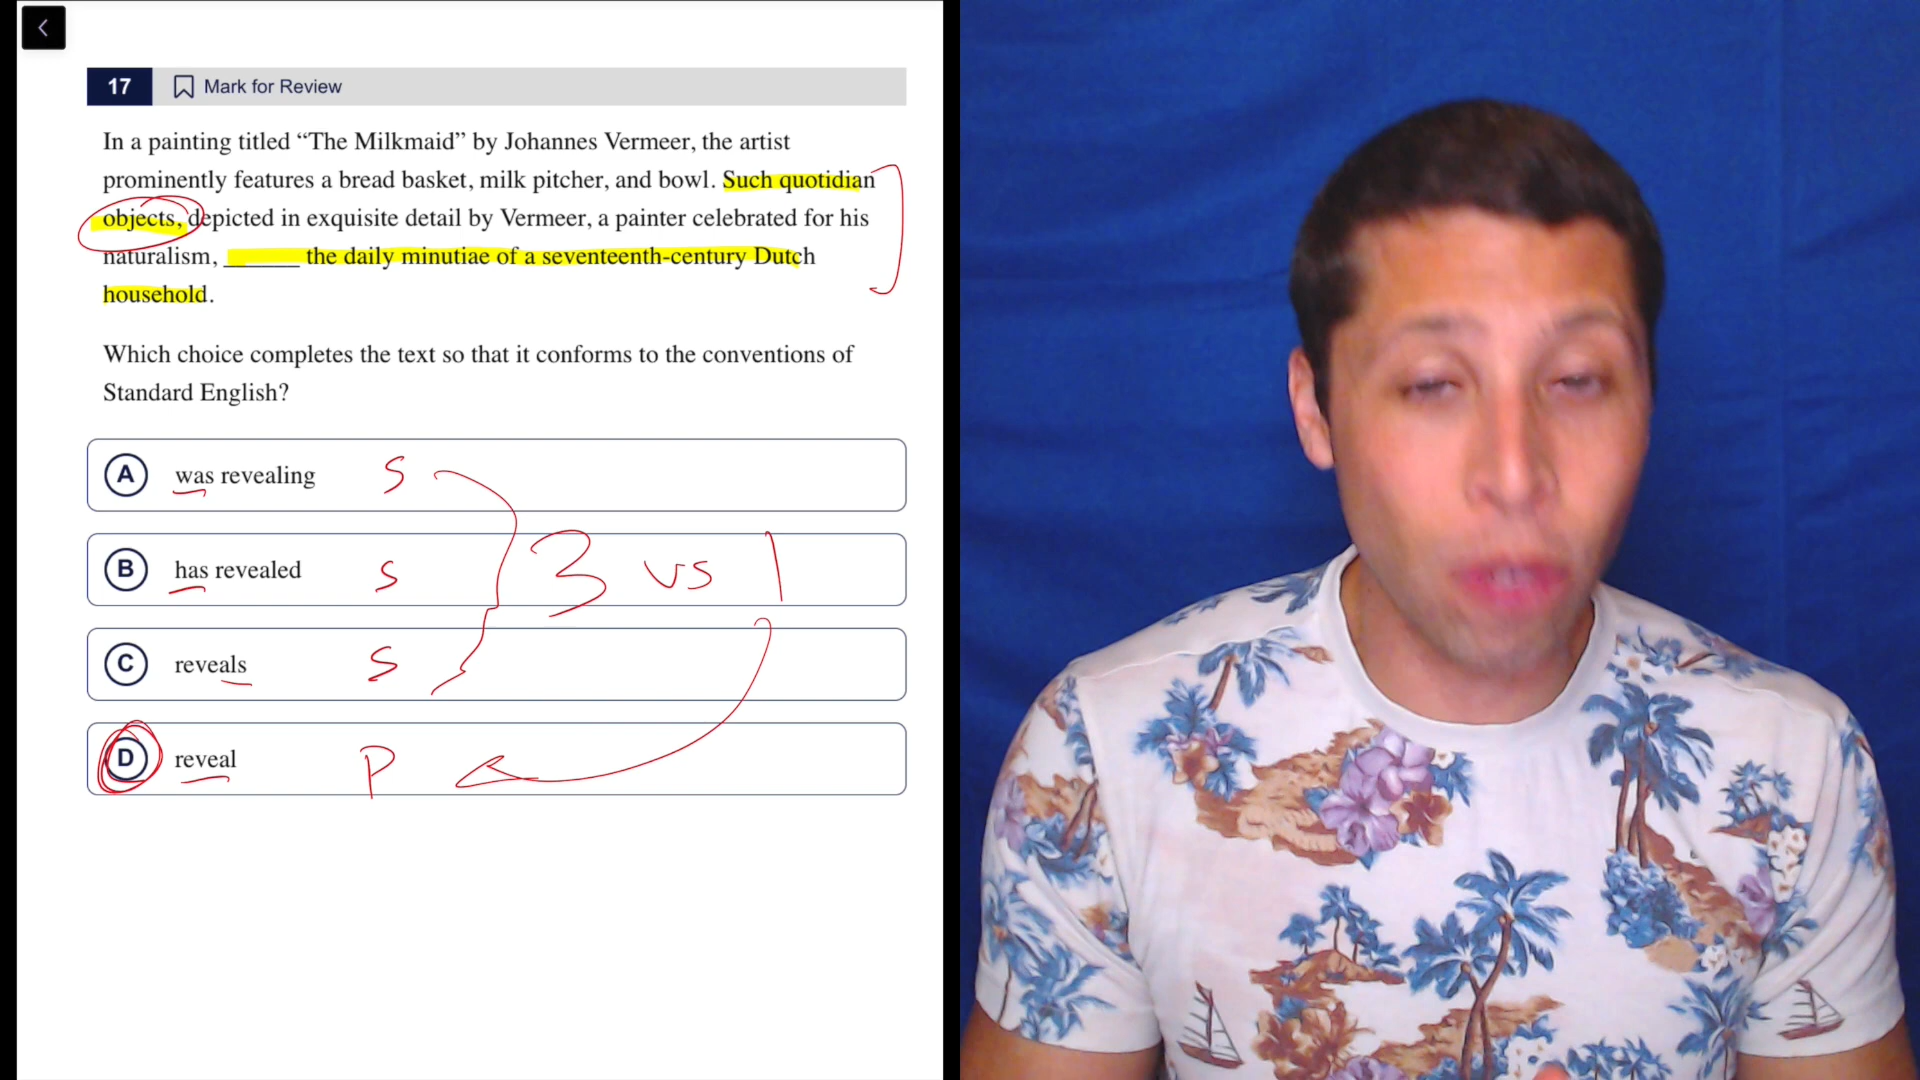 17 Mark for Review
In a painting titled “The Milkmaid” by Johannes Vermeer, the artist
prominently features a bread basket, milk pitcher, and bowl. Such quotidian
objects, depicted in exquisite detail by Vermeer, a painter celebrated for his
naturalism, ______ the daily minutiae of a seventeenth-century Dutch
household.
Which choice completes the text so that it conforms to the conventions of
Standard English?
A was revealing S
B has revealed S 3 vs 1
C reveals S
D reveal P